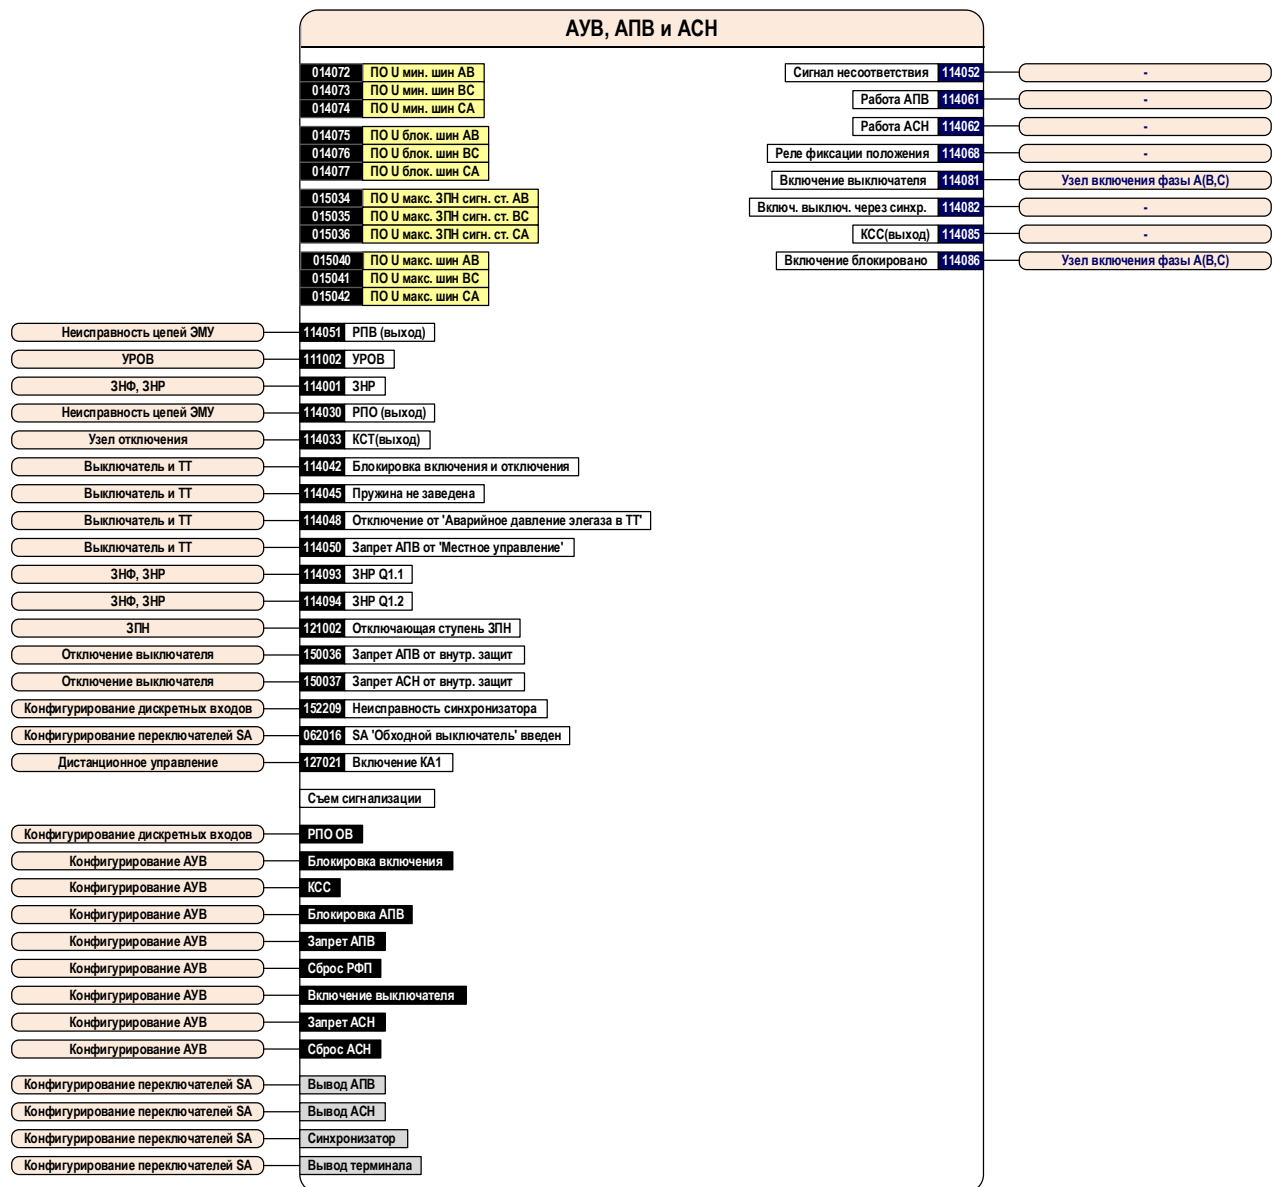 АУВ, АПВ и АСН
014072 ПО U мин. шин АВ
014073 ПО U мин. шин ВС
014074 ПО U мин. шин СА
014075 ПО U блок. шин АВ
014076 ПО U блок. шин ВС
014077 ПО U блок. шин СА
015034 ПО U макс. ЗПН сигн. ст. АВ
015035 ПО U макс. ЗПН сигн. ст. ВС
015036 ПО U макс. ЗПН сигн. ст. СА
015040 ПО U макс. шин АВ
015041 ПО U макс. шин ВС
015042 ПО U макс. шин СА
Сигнал несоответствия 114052 -
Работа АПВ 114061 -
Работа АСН 114062 -
Реле фиксации положения 114068 -
Включение выключателя 114081 Узел включения фазы А(В,С)
Включ. выключ. через синхр. 114082 -
КСС(выход) 114085 -
Включение блокировано 114086 Узел включения фазы А(В,С)
Неисправность цепей ЭМУ 114051 РПВ (выход)
УРОВ 111002 УРОВ
ЗНФ, ЗНР 114001 ЗНР
Неисправность цепей ЭМУ 114030 РПО (выход)
Узел отключения 114033 КСТ(выход)
Выключатель и ТТ 114042 Блокировка включения и отключения
Выключатель и ТТ 114045 Пружина не заведена
Выключатель и ТТ 114048 Отключение от 'Аварийное давление элегаза в ТТ'
Выключатель и ТТ 114050 Запрет АПВ от 'Местное управление'
ЗНФ, ЗНР 114093 ЗНР Q1.1
ЗНФ, ЗНР 114094 ЗНР Q1.2
ЗПН 121002 Отключающая ступень ЗПН
Отключение выключателя 150036 Запрет АПВ от внутр. защит
Отключение выключателя 150037 Запрет АСН от внутр. защит
Конфигурирование дискретных входов 152209 Неисправность синхронизатора
Конфигурирование переключателей SA 062016 SA 'Обходной выключатель' введен
Дистанционное управление 127021 Включение КА1
Съем сигнализации
Конфигурирование дискретных входов РПО ОВ
Конфигурирование АУВ Блокировка включения
Конфигурирование АУВ КСС
Конфигурирование АУВ Блокировка АПВ
Конфигурирование АУВ Запрет АПВ
Конфигурирование АУВ Сброс РФП
Конфигурирование АУВ Включение выключателя
Конфигурирование АУВ Запрет АСН
Конфигурирование АУВ Сброс АСН
Конфигурирование переключателей SA Вывод АПВ
Конфигурирование переключателей SA Вывод АСН
Конфигурирование переключателей SA Синхронизатор
Конфигурирование переключателей SA Вывод терминала